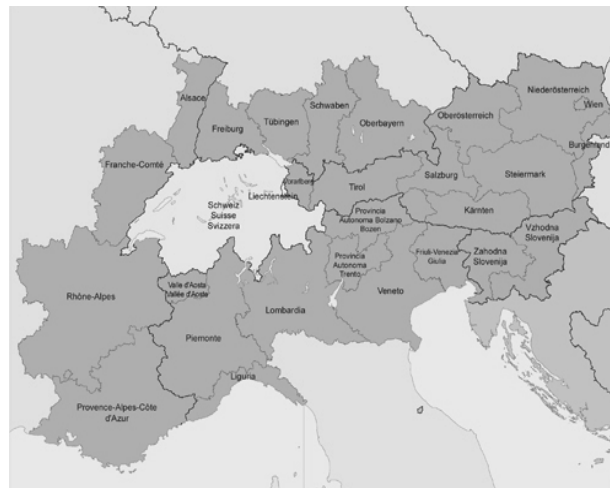 Alsace
Freiburg
Tübingen
Schwaben
Oberbayern
Oberösterreich
Niederösterreich
Wien
Burgenland
Franche-Comté
Schweiz
Suisse
Svizzera
Liechtenstein
Vorarlberg
Tirol
Salzburg
Steiermark
Kärnten
Provincia
Autonoma Bolzano
Bozen
Provincia
Autonoma
Trento
Friuli-Venezia
Giulia
Zahodna
Slovenija
Vzhodna
Slovenija
Rhône-Alpes
Valle d'Aosta
Vallée d'Aoste
Lombardia
Veneto
Piemonte
Liguria
Provence-Alpes-Côte
d'Azur